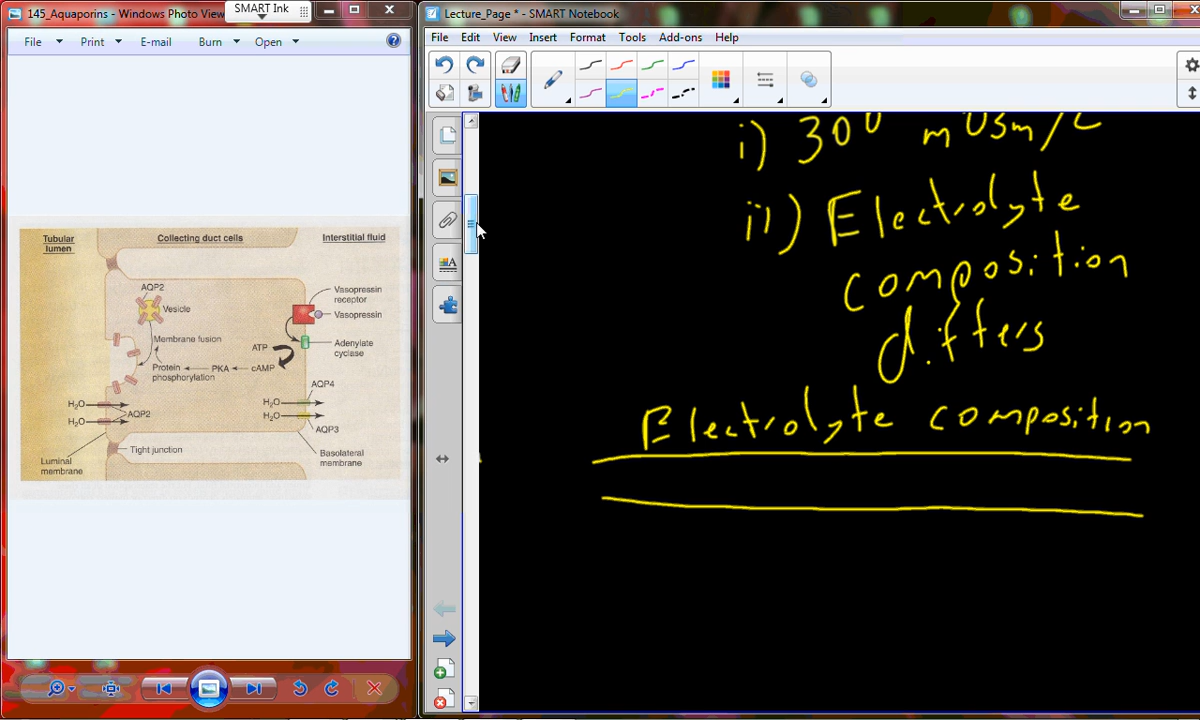 145_Aquaporins - Windows Photo View
SMART Ink
File Print E-mail Burn Open
Tubular lumen
Collecting duct cells
Interstitial fluid
AQP2
Vesicle
Vasopressin receptor
Vasopressin
Membrane fusion
ATP
Adenylate cyclase
Protein phosphorylation
PKA
cAMP
AQP4
H₂O
H₂O
AQP2
H₂O
H₂O
AQP3
Tight junction
Luminal membrane
Basolateral membrane
Lecture_Page * - SMART Notebook
File Edit View Insert Format Tools Add-ons Help
i) 300 mOsm/L
ii) Electrolyte
composition
differs
Electrolyte composition